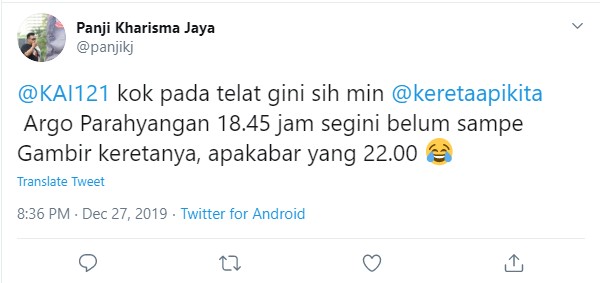 Panji Kharisma Jaya
@panjikj
@KAI121 kok pada telat gini sih min @keretaapikita
Argo Parahyangan 18.45 jam segini belum sampe
Gambir keretanya, apakabar yang 22.00 😂
Translate Tweet
8:36 PM · Dec 27, 2019 · Twitter for Android